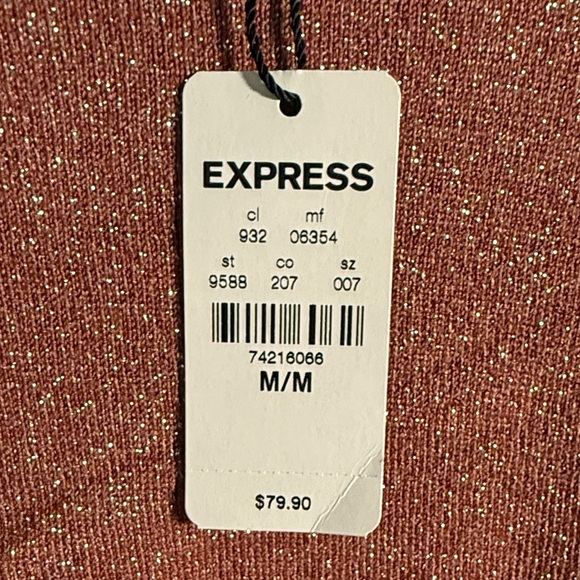 EXPRESS
cl mf
932 06354
st co sz
9588 207 007
74216066
M/M
$79.90